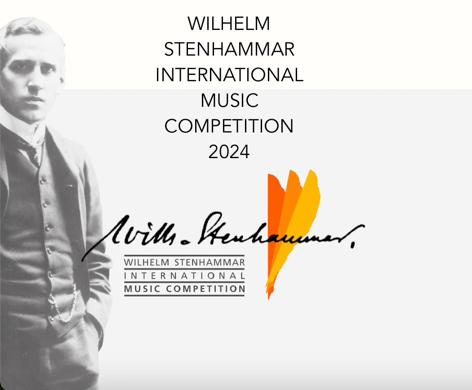 WILHELM
STENHAMMAR
INTERNATIONAL
MUSIC
COMPETITION
2024
Wilh. Stenhammar.
WILHELM STENHAMMAR
INTERNATIONAL
MUSIC COMPETITION